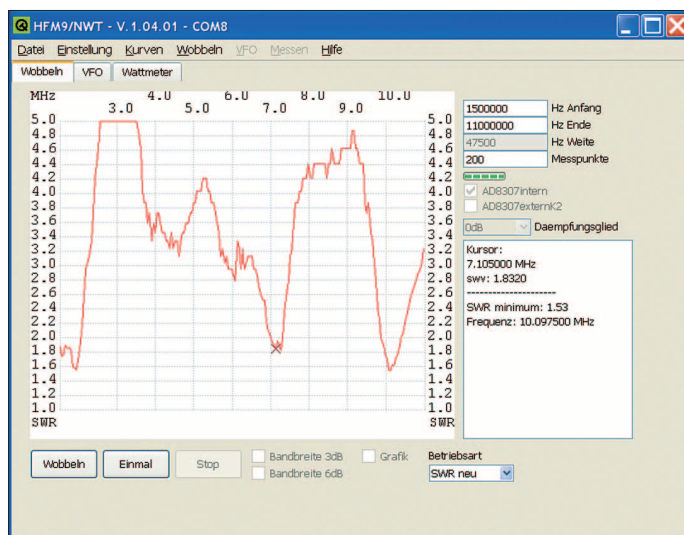 HFM9/NWT - V.1.04.01 - COM8
Datei Einstellung Kurven Wobbeln VFO Messen Hilfe
Wobbeln VFO Wattmeter
MHz 4.0 6.0 8.0 10.0
3.0 5.0 7.0 9.0
5.0 5.0
4.8 4.8
4.6 4.6
4.4 4.4
4.2 4.2
4.0 4.0
3.8 3.8
3.6 3.6
3.4 3.4
3.2 3.2
3.0 3.0
2.8 2.8
2.6 2.6
2.4 2.4
2.2 2.2
2.0 2.0
1.8 1.8
1.6 1.6
1.4 1.4
1.2 1.2
1.0 1.0
SWR SWR
1500000 Hz Anfang
11000000 Hz Ende
47500 Hz Weite
200 Messpunkte
AD8307intern
AD8307externK2
0dB Daempfungsglied
Kursor:
7.105000 MHz
swv: 1.8320
---------------------
SWR minimum: 1.53
Frequenz: 10.097500 MHz
Wobbeln Einmal Stop
Bandbreite 3dB Grafik
Bandbreite 6dB
Betriebsart
SWR neu